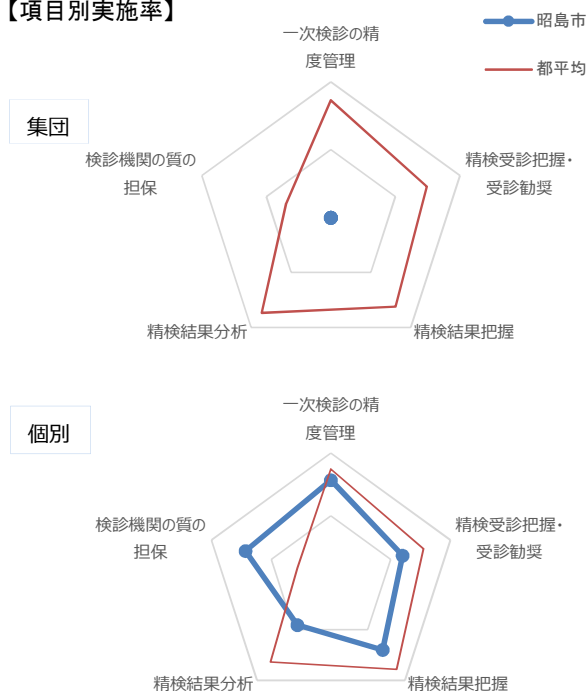 【項目別実施率】
昭島市
都平均
集団
一次検診の精
度管理
検診機関の質の
担保
精検受診把握・
受診勧奨
精検結果分析
精検結果把握
個別
一次検診の精
度管理
検診機関の質の
担保
精検受診把握・
受診勧奨
精検結果分析
精検結果把握